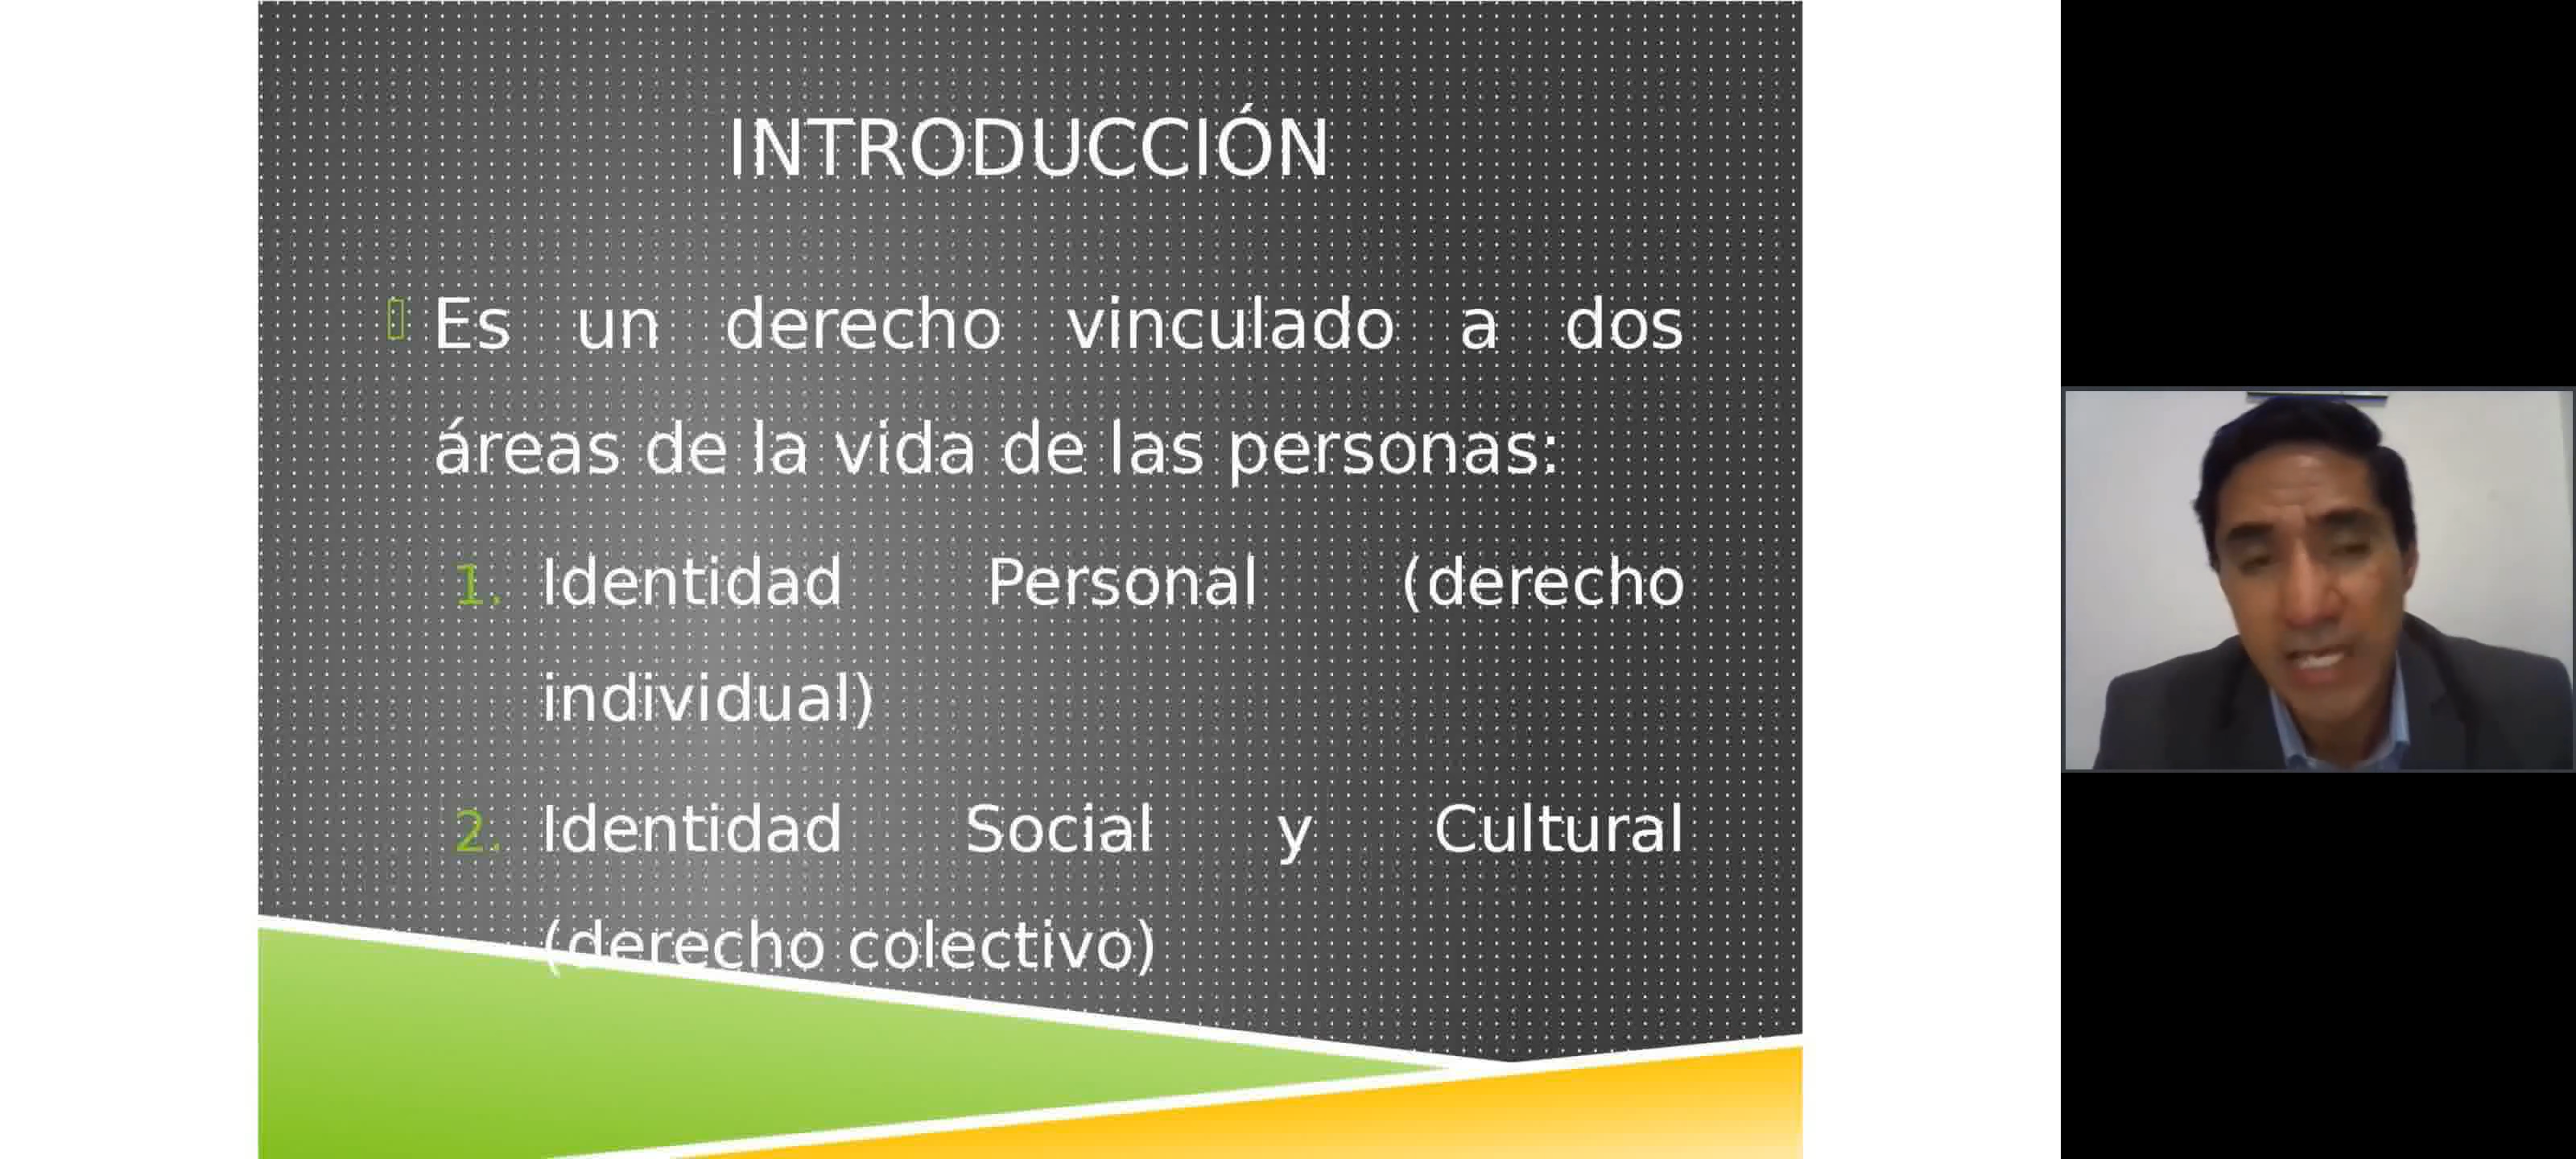 INTRODUCCIÓN
Es un derecho vinculado a dos
áreas de la vida de las personas:
1. Identidad Personal (derecho
individual)
2. Identidad Social y Cultural
(derecho colectivo)